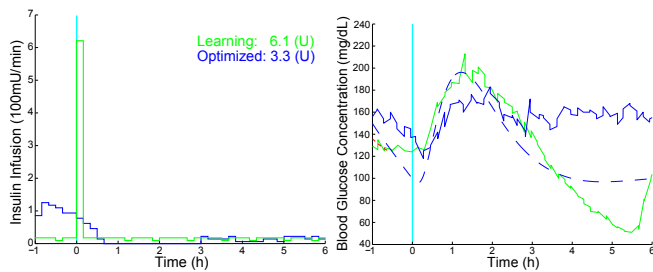 Insulin Infusion (100mU/min)
7
6
5
4
3
2
1
0
Learning: 6.1 (U)
Optimized: 3.3 (U)
−1 0 1 2 3 4 5 6
Time (h)
Blood Glucose Concentration (mg/dL)
240
220
200
180
160
140
120
100
80
60
40
−1 0 1 2 3 4 5 6
Time (h)